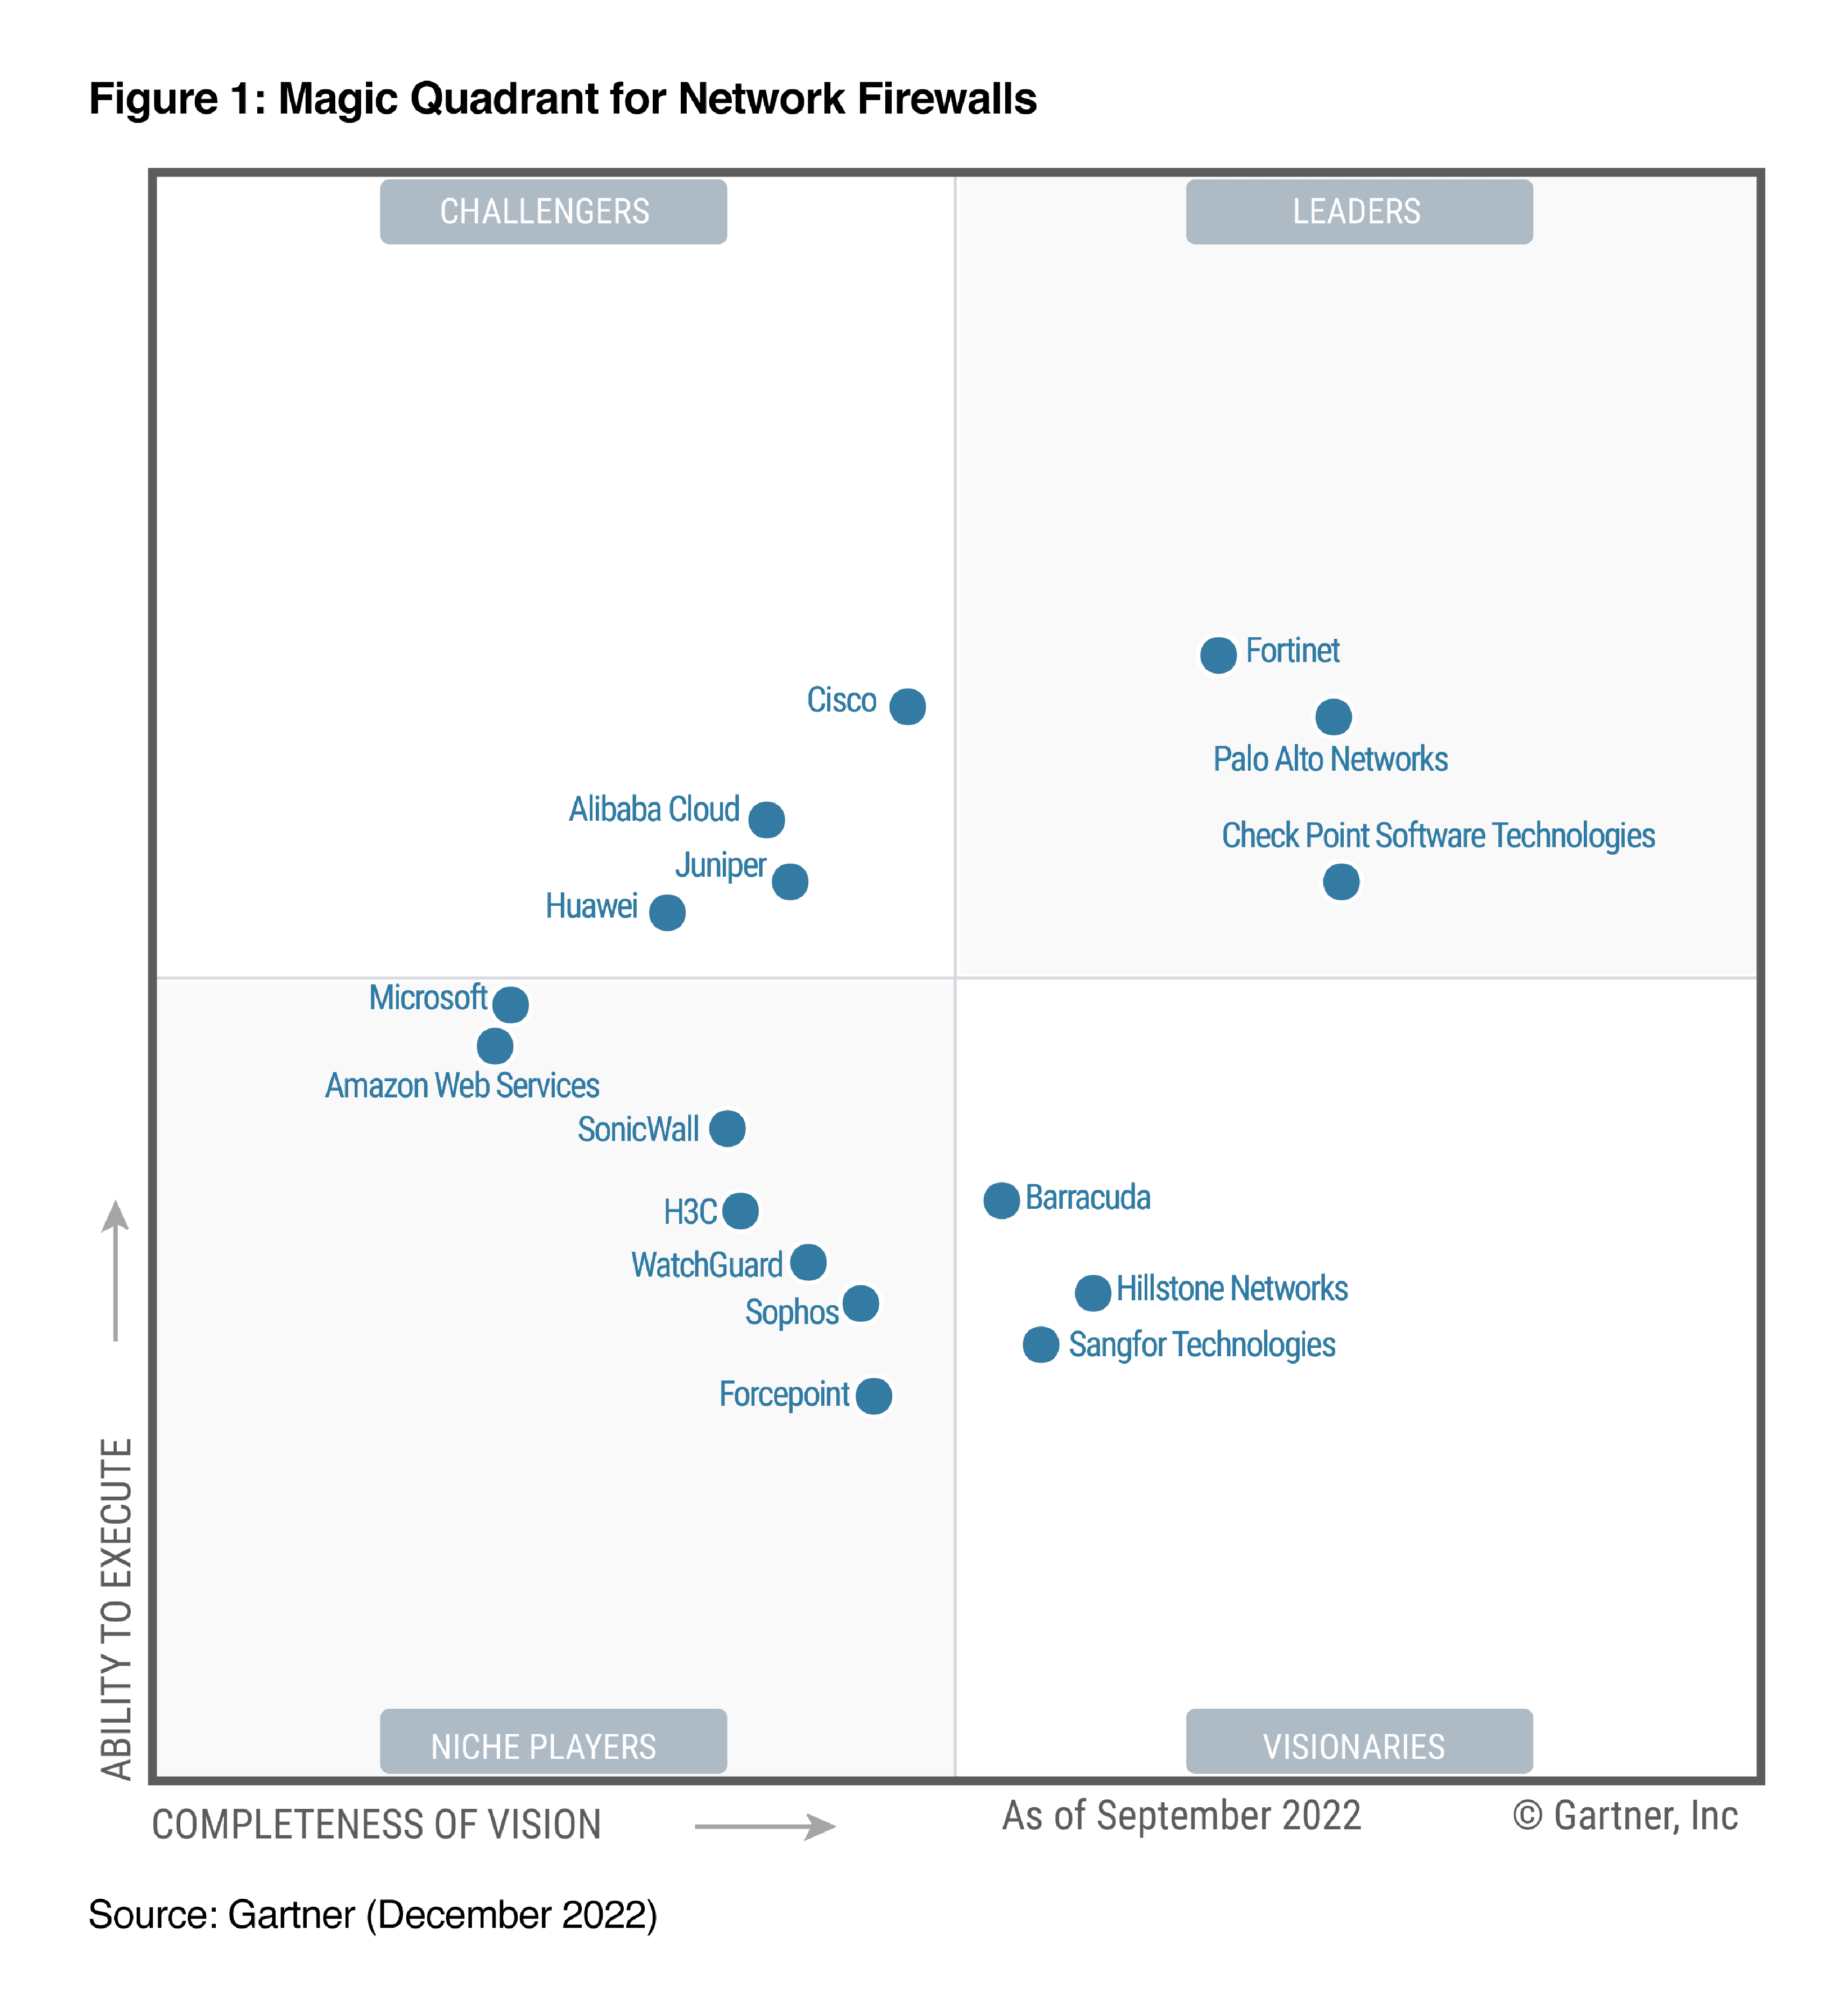 Figure 1: Magic Quadrant for Network Firewalls
CHALLENGERS
LEADERS
Fortinet
Cisco
Palo Alto Networks
Alibaba Cloud
Check Point Software Technologies
Juniper
Huawei
Microsoft
Amazon Web Services
SonicWall
Barracuda
H3C
WatchGuard
Hillstone Networks
Sophos
Sangfor Technologies
Forcepoint
ABILITY TO EXECUTE
NICHE PLAYERS
VISIONARIES
COMPLETENESS OF VISION
As of September 2022
© Gartner, Inc
Source: Gartner (December 2022)